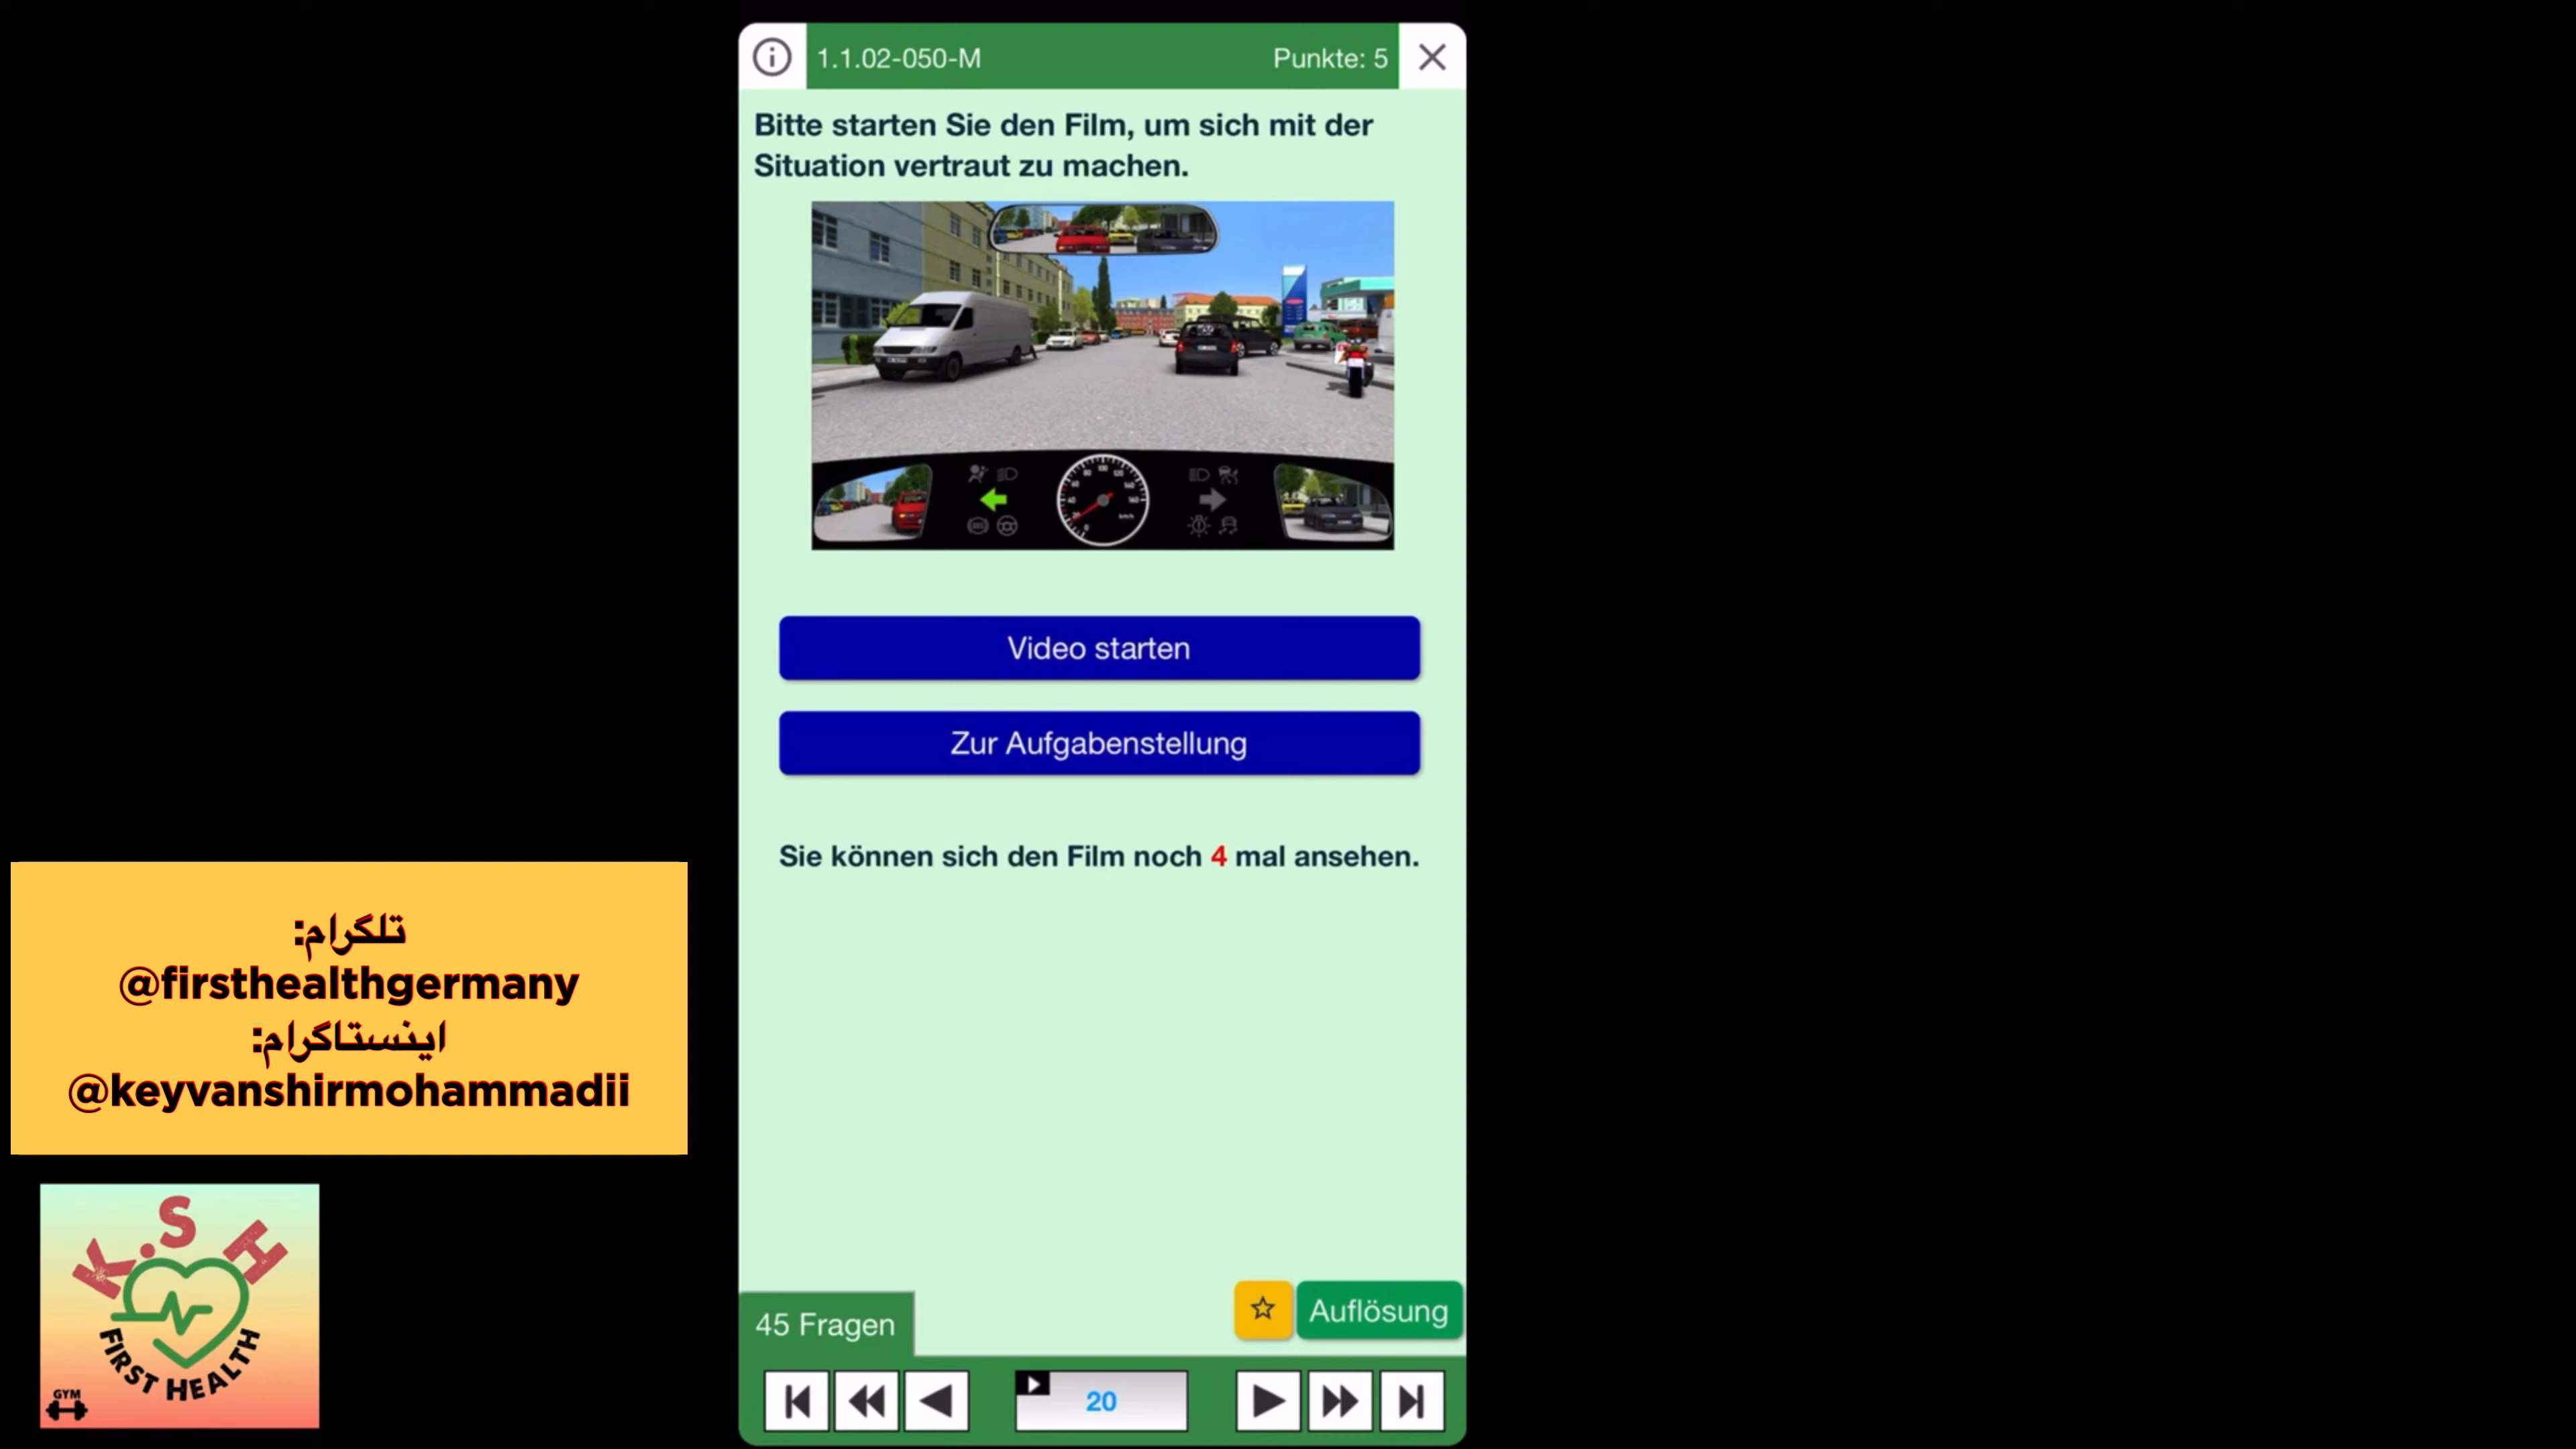 1.1.02-050-M
Punkte: 5
Bitte starten Sie den Film, um sich mit der
Situation vertraut zu machen.
Video starten
Zur Aufgabenstellung
Sie können sich den Film noch 4 mal ansehen.
تلگرام:
@firsthealthgermany
اینستاگرام:
@keyvanshirmohammadii
K.S.H
FIRST HEALTH
GYM
45 Fragen
Auflösung
20